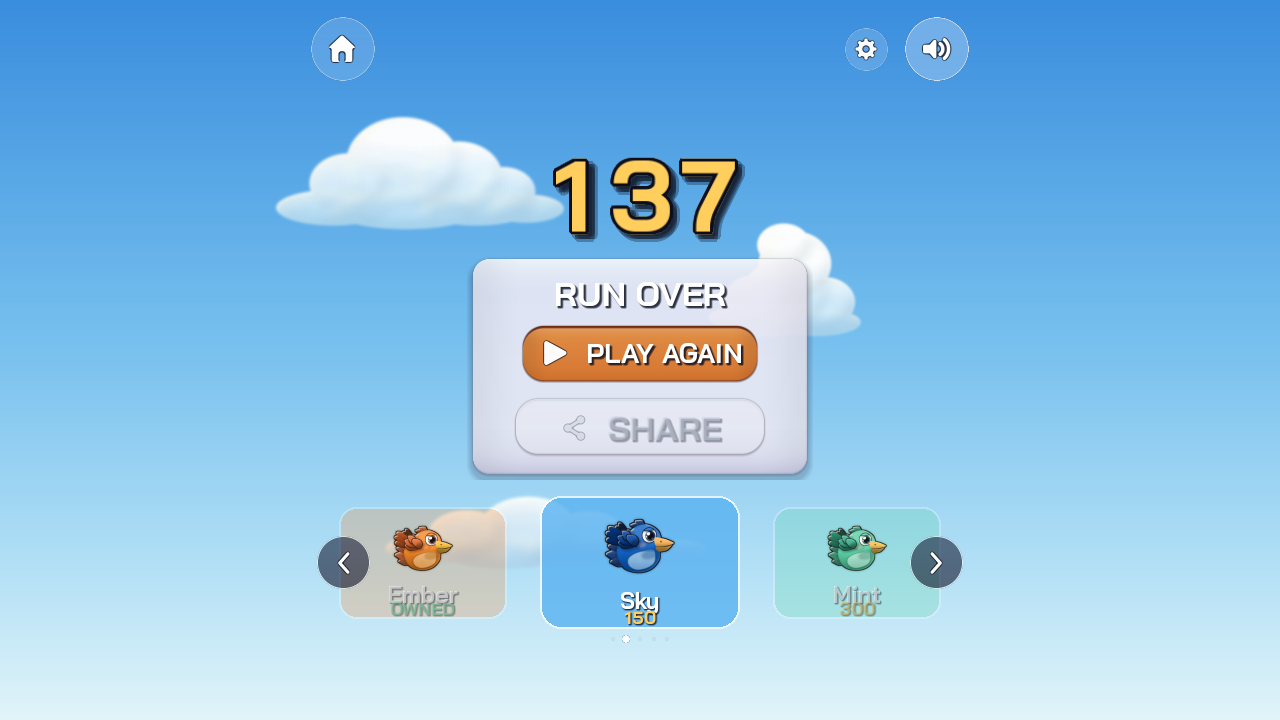 137
RUN OVER
PLAY AGAIN
SHARE
Ember
OWNED
Sky
150
Mint
300